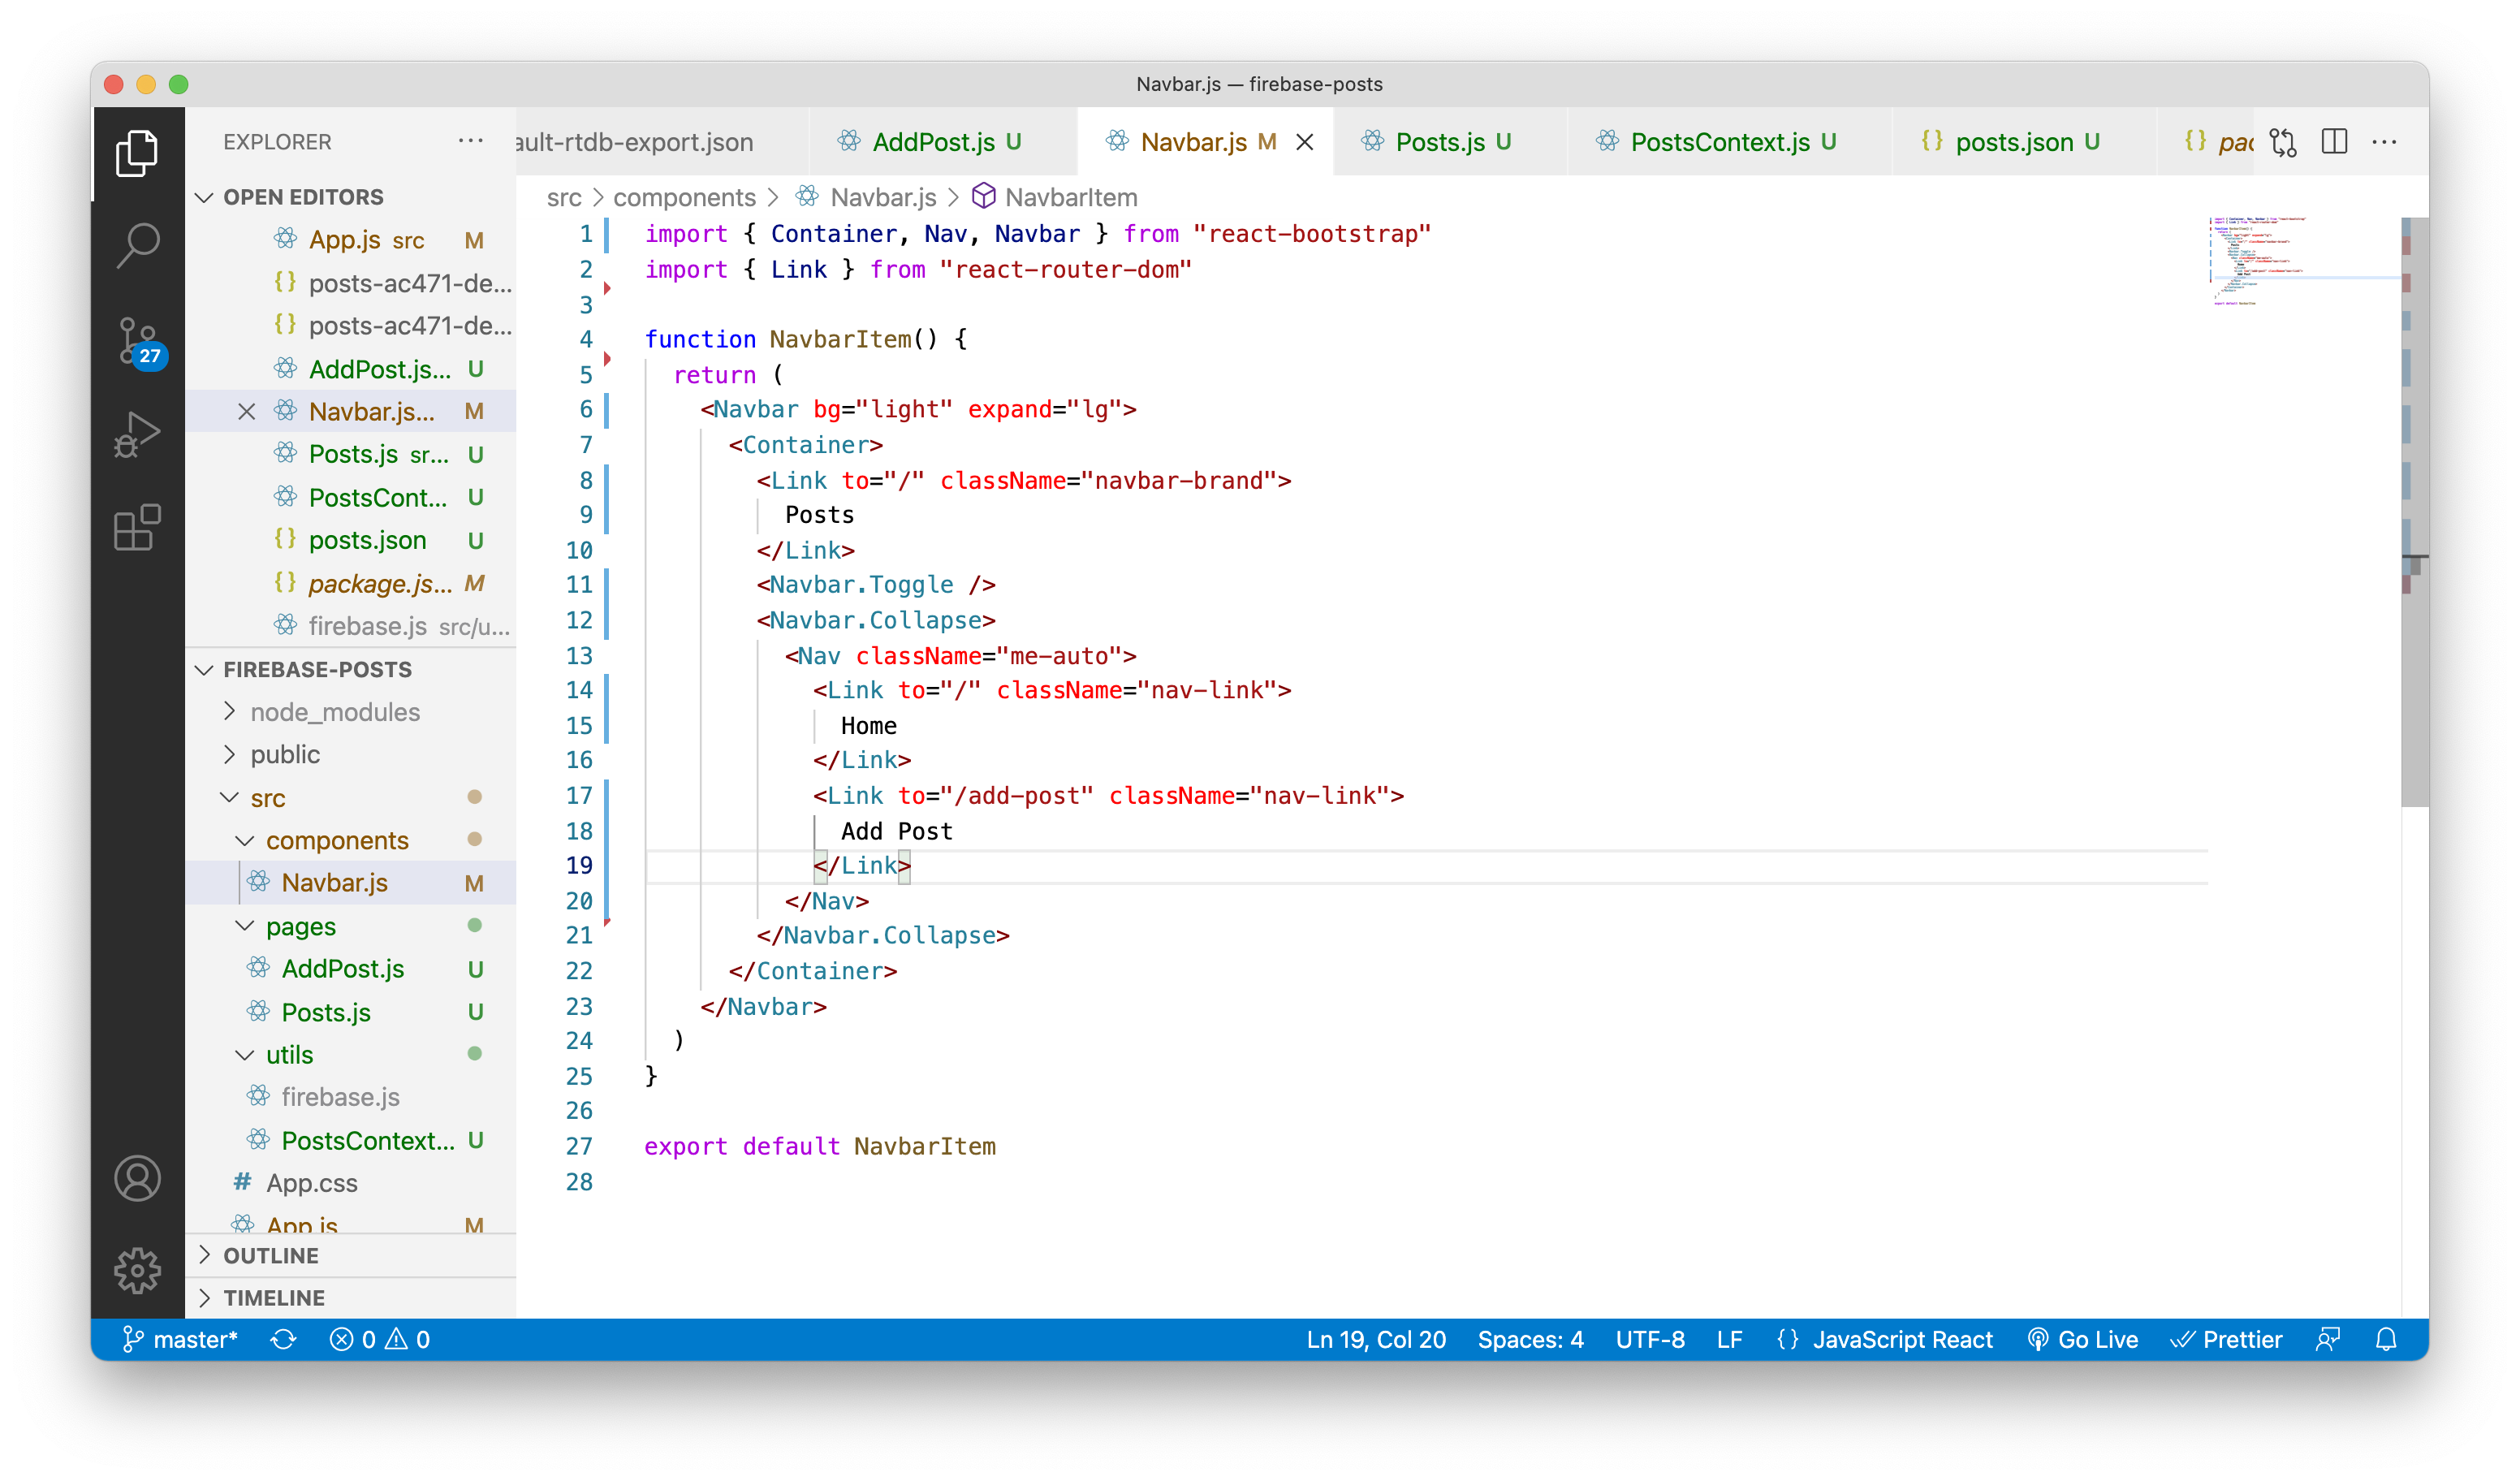 Navbar.js — firebase-posts
EXPLORER
OPEN EDITORS
App.js src M
{} posts-ac471-de...
{} posts-ac471-de...
AddPost.js... U
Navbar.js... M
Posts.js sr... U
PostsCont... U
{} posts.json U
{} package.js... M
firebase.js src/u...
FIREBASE-POSTS
node_modules
public
src
components
Navbar.js M
pages
AddPost.js U
Posts.js U
utils
firebase.js
PostsContext... U
# App.css
App.js M
OUTLINE
TIMELINE
27
ault-rtdb-export.json
AddPost.js U
Navbar.js M
Posts.js U
PostsContext.js U
{} posts.json U
{} pac
src > components > Navbar.js > NavbarItem
1 import { Container, Nav, Navbar } from "react-bootstrap"
2 import { Link } from "react-router-dom"
3
4 function NavbarItem() {
5 return (
6 <Navbar bg="light" expand="lg">
7 <Container>
8 <Link to="/" className="navbar-brand">
9 Posts
10 </Link>
11 <Navbar.Toggle />
12 <Navbar.Collapse>
13 <Nav className="me-auto">
14 <Link to="/" className="nav-link">
15 Home
16 </Link>
17 <Link to="/add-post" className="nav-link">
18 Add Post
19 </Link>
20 </Nav>
21 </Navbar.Collapse>
22 </Container>
23 </Navbar>
24 )
25 }
26
27 export default NavbarItem
28
master* 0 0 Ln 19, Col 20 Spaces: 4 UTF-8 LF {} JavaScript React Go Live Prettier